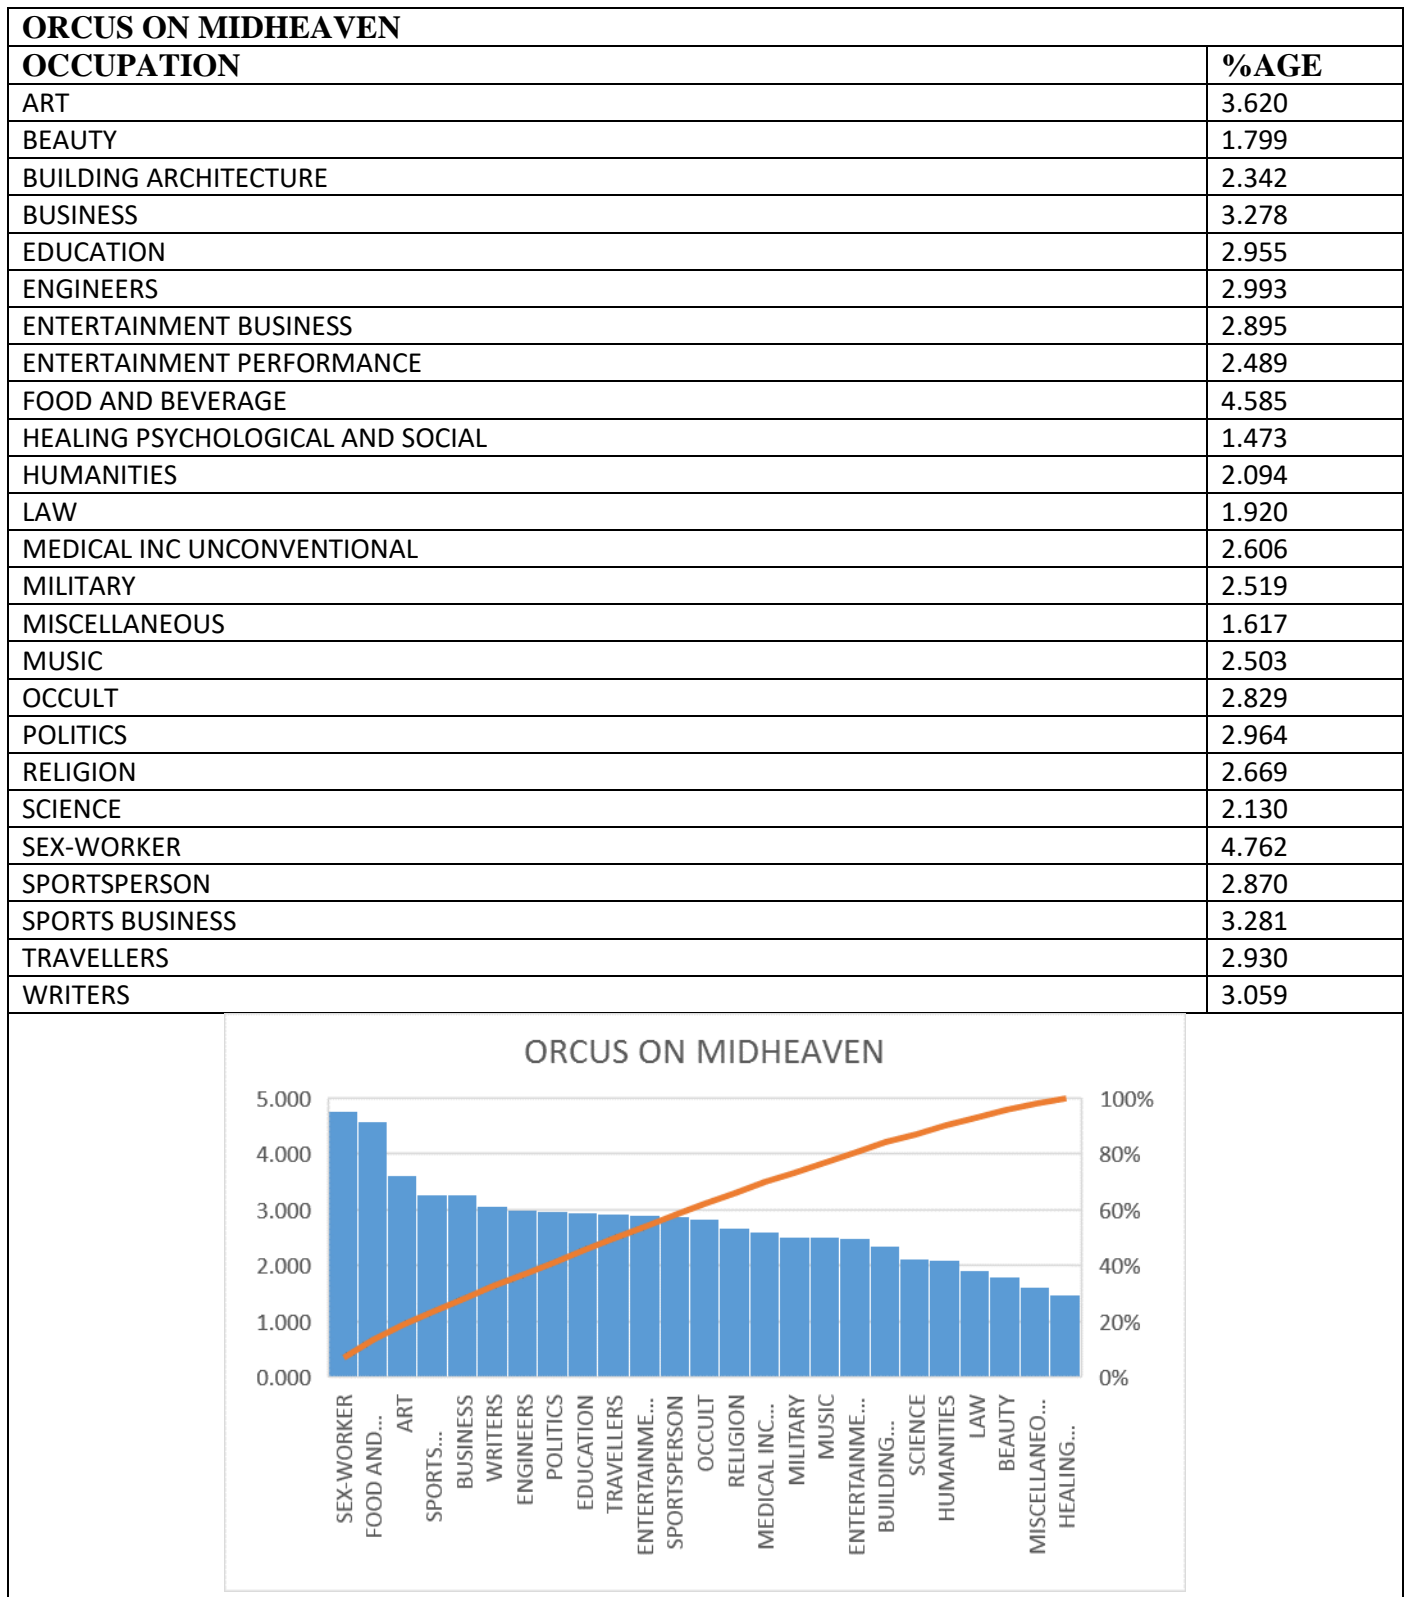 ORCUS ON MIDHEAVEN
OCCUPATION %AGE
ART 3.620
BEAUTY 1.799
BUILDING ARCHITECTURE 2.342
BUSINESS 3.278
EDUCATION 2.955
ENGINEERS 2.993
ENTERTAINMENT BUSINESS 2.895
ENTERTAINMENT PERFORMANCE 2.489
FOOD AND BEVERAGE 4.585
HEALING PSYCHOLOGICAL AND SOCIAL 1.473
HUMANITIES 2.094
LAW 1.920
MEDICAL INC UNCONVENTIONAL 2.606
MILITARY 2.519
MISCELLANEOUS 1.617
MUSIC 2.503
OCCULT 2.829
POLITICS 2.964
RELIGION 2.669
SCIENCE 2.130
SEX-WORKER 4.762
SPORTSPERSON 2.870
SPORTS BUSINESS 3.281
TRAVELLERS 2.930
WRITERS 3.059
ORCUS ON MIDHEAVEN
5.000 100%
4.000 80%
3.000 60%
2.000 40%
1.000 20%
0.000 0%
SEX-WORKER
FOOD AND...
ART
SPORTS...
BUSINESS
WRITERS
ENGINEERS
POLITICS
EDUCATION
TRAVELLERS
ENTERTAINME...
SPORTSPERSON
OCCULT
RELIGION
MEDICAL INC...
MILITARY
MUSIC
ENTERTAINME...
BUILDING...
SCIENCE
HUMANITIES
LAW
BEAUTY
MISCELLANEO...
HEALING...